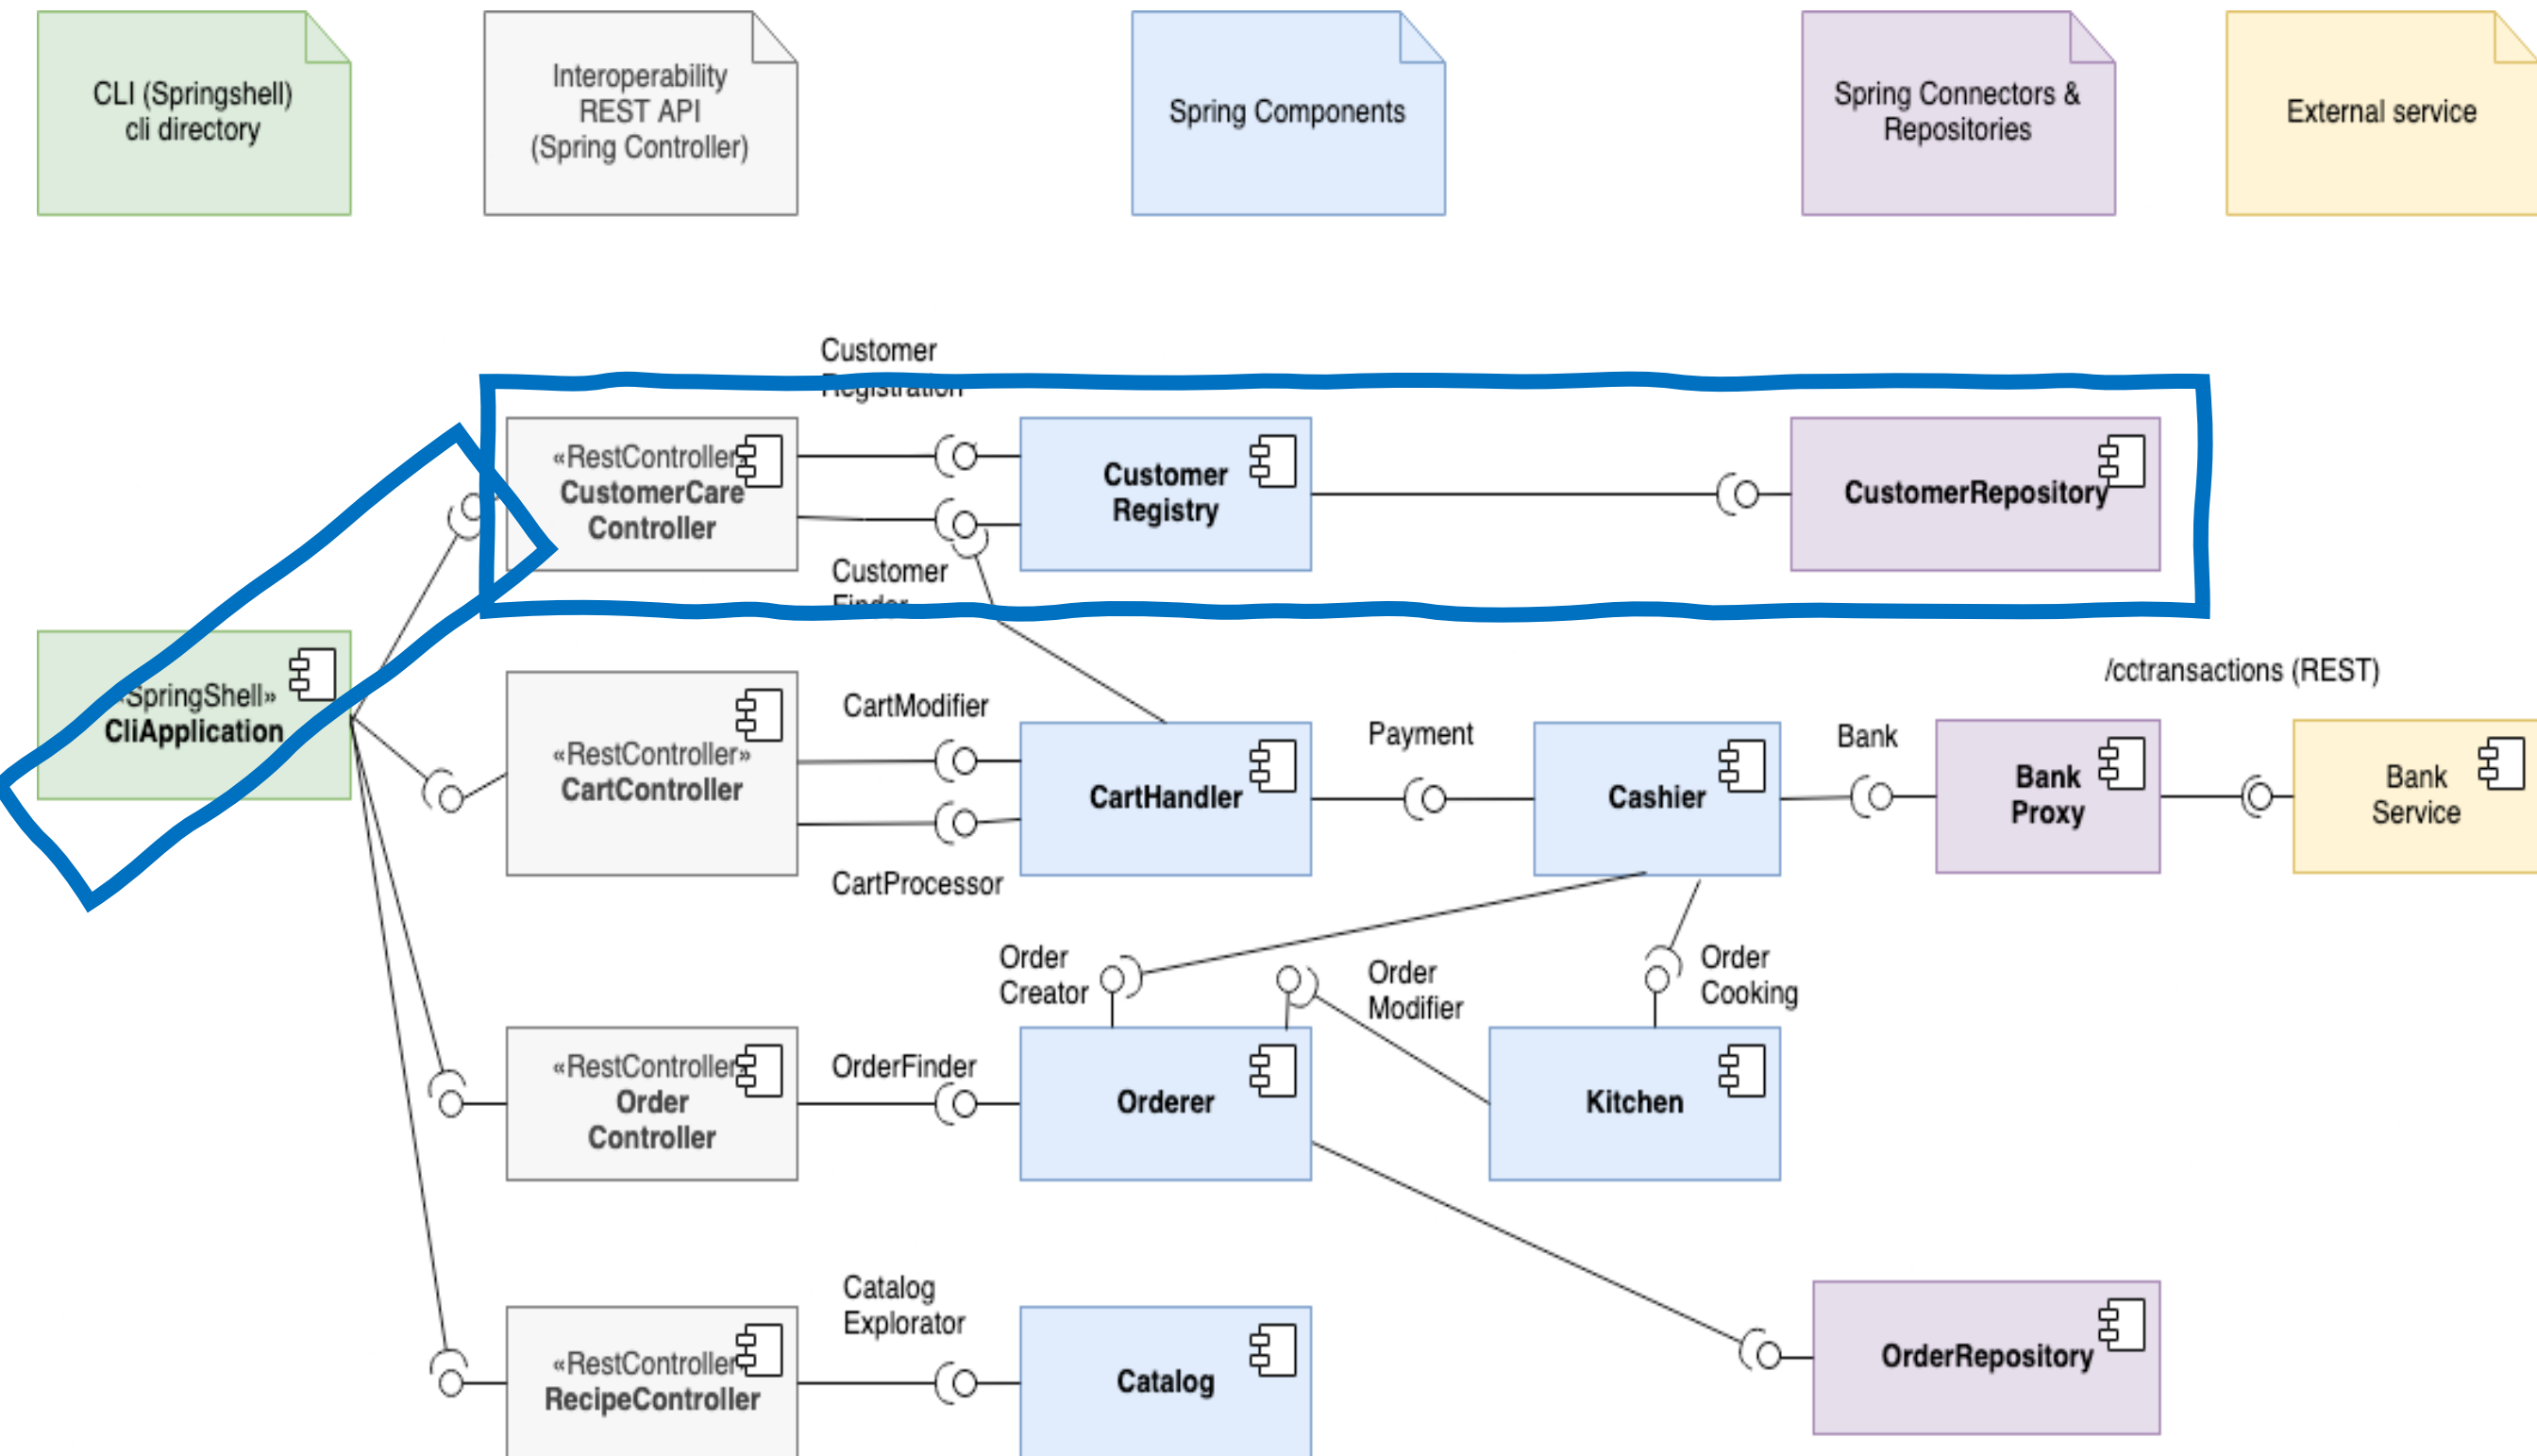 CLI (Springshell)
cli directory
Interoperability
REST API
(Spring Controller)
Spring Components
Spring Connectors &
Repositories
External service
Customer
Registration
«RestController»
CustomerCare
Controller
Customer
Registry
CustomerRepository
Customer
Finder
«SpringShell»
CliApplication
/cctransactions (REST)
«RestController»
CartController
CartModifier
CartProcessor
CartHandler
Payment
Cashier
Bank
Bank
Proxy
Bank
Service
Order
Creator
Order
Modifier
Order
Cooking
«RestController»
Order
Controller
OrderFinder
Orderer
Kitchen
Catalog
Explorator
«RestController»
RecipeController
Catalog
OrderRepository